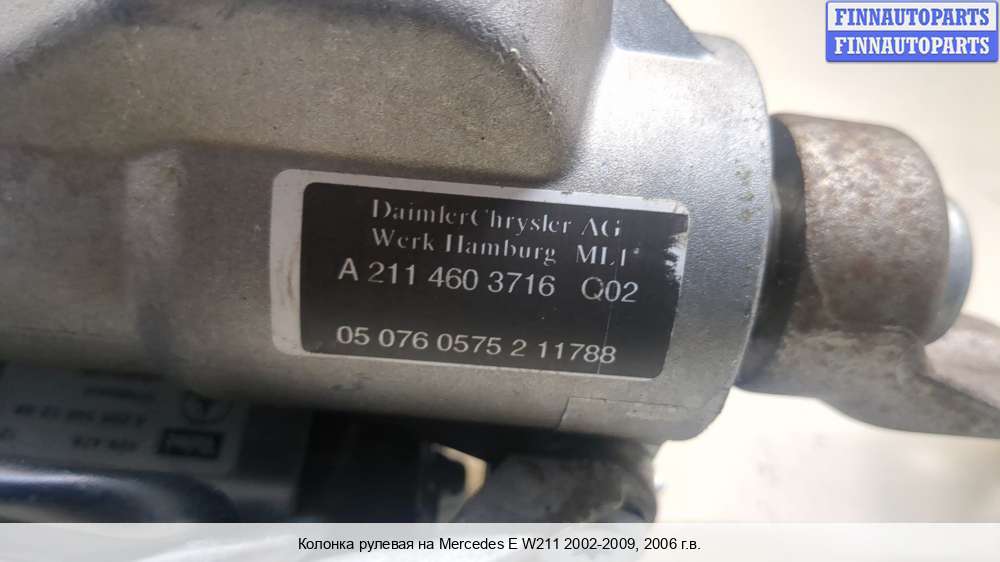 FINNAUTOPARTS
FINNAUTOPARTS
DaimlerChrysler AG
Werk Hamburg ML1
A 211 460 3716 Q02
05 076 0575 2 11788
Колонка рулевая на Mercedes E W211 2002-2009, 2006 г.в.